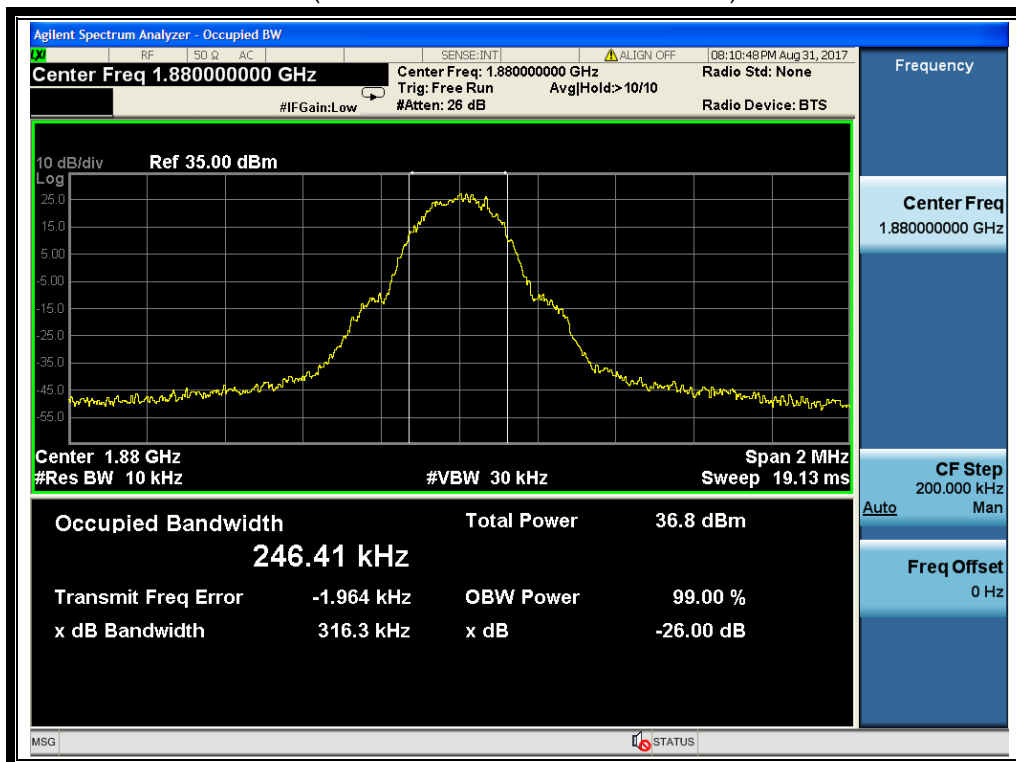 Agilent Spectrum Analyzer - Occupied BW
LXI RF 50 Ω AC SENSE:INT ALIGN OFF 08:10:48 PM Aug 31, 2017
Center Freq 1.880000000 GHz
Center Freq: 1.880000000 GHz
Radio Std: None
Trig: Free Run Avg|Hold:>10/10
#IFGain:Low #Atten: 26 dB Radio Device: BTS
10 dB/div Ref 35.00 dBm
Log
25.0
15.0
5.00
-5.00
-15.0
-25.0
-35.0
-45.0
-55.0
Center 1.88 GHz Span 2 MHz
#Res BW 10 kHz #VBW 30 kHz Sweep 19.13 ms
Occupied Bandwidth Total Power 36.8 dBm
246.41 kHz
Transmit Freq Error -1.964 kHz OBW Power 99.00 %
x dB Bandwidth 316.3 kHz x dB -26.00 dB
Frequency
Center Freq
1.880000000 GHz
CF Step
200.000 kHz
Auto Man
Freq Offset
0 Hz
MSG STATUS